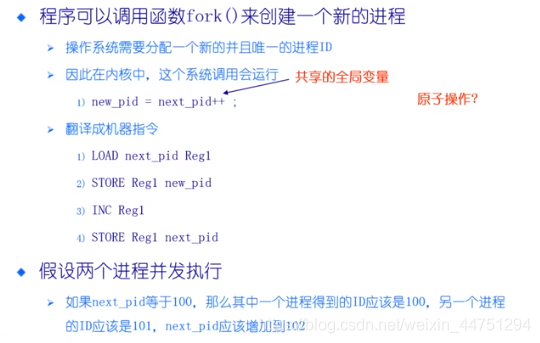 程序可以调用函数fork()来创建一个新的进程
操作系统需要分配一个新的并且唯一的进程ID
因此在内核中，这个系统调用会运行
共享的全局变量
1) new_pid = next_pid++ ;
原子操作？
翻译成机器指令
1) LOAD next_pid Reg1
2) STORE Reg1 new_pid
3) INC Reg1
4) STORE Reg1 next_pid
假设两个进程并发执行
如果next_pid等于100，那么其中一个进程得到的ID应该是100，另一个进程
的ID应该是101，next_pid应该增加到102
blog.csdn.net/weixin_44751294